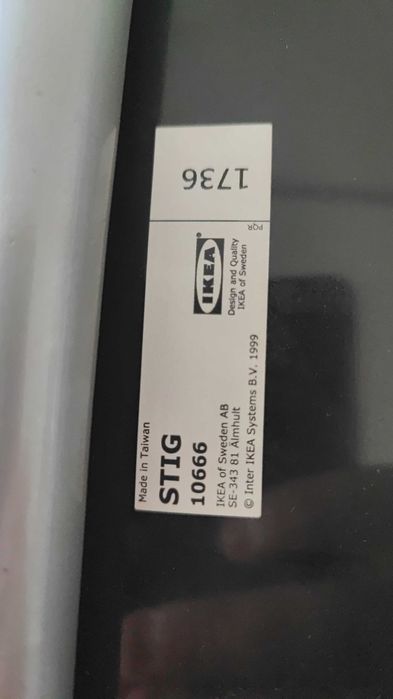 Made in Taiwan
STIG
10666
IKEA of Sweden AB
SE-343 81 Älmhult
© Inter IKEA Systems B.V. 1999
IKEA®
Design and Quality
IKEA of Sweden
PQR
1736